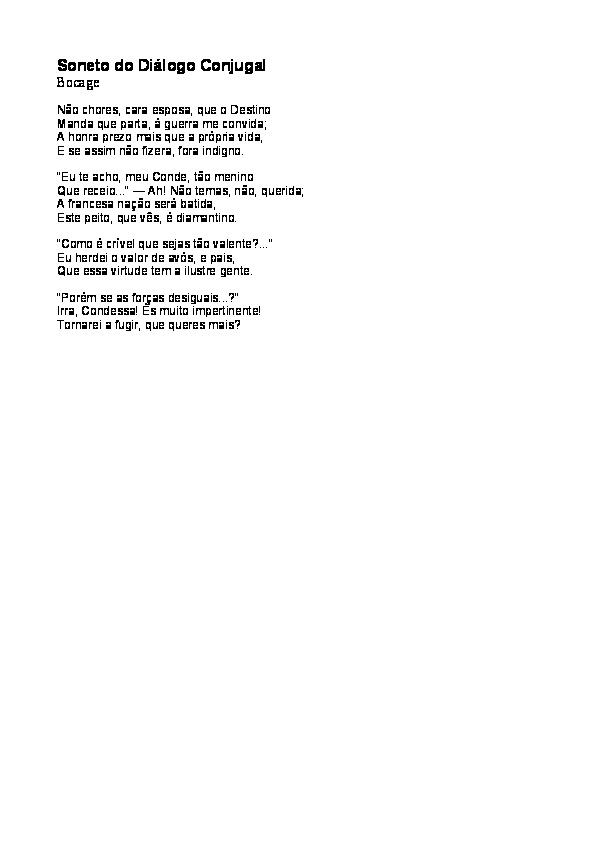 Soneto do Diálogo Conjugal
Bocage
Não chores, cara esposa, que o Destino
Manda que parta, à guerra me convida;
A honra prezo mais que a própria vida,
E se assim não fizera, fora indigno.
"Eu te acho, meu Conde, tão menino
Que receio..." — Ah! Não temas, não, querida;
A francesa nação será batida,
Este peito, que vês, é diamantino.
"Como é crível que sejas tão valente?..."
Eu herdei o valor de avós, e pais,
Que essa virtude tem a ilustre gente.
"Porém se as forças desiguais...?"
Irra, Condessa! És muito impertinente!
Tornarei a fugir, que queres mais?